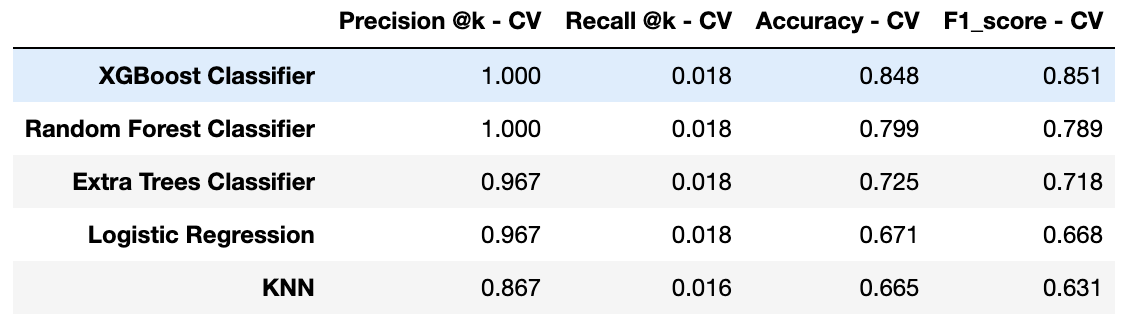 Precision @k - CV Recall @k - CV Accuracy - CV F1_score - CV
XGBoost Classifier 1.000 0.018 0.848 0.851
Random Forest Classifier 1.000 0.018 0.799 0.789
Extra Trees Classifier 0.967 0.018 0.725 0.718
Logistic Regression 0.967 0.018 0.671 0.668
KNN 0.867 0.016 0.665 0.631